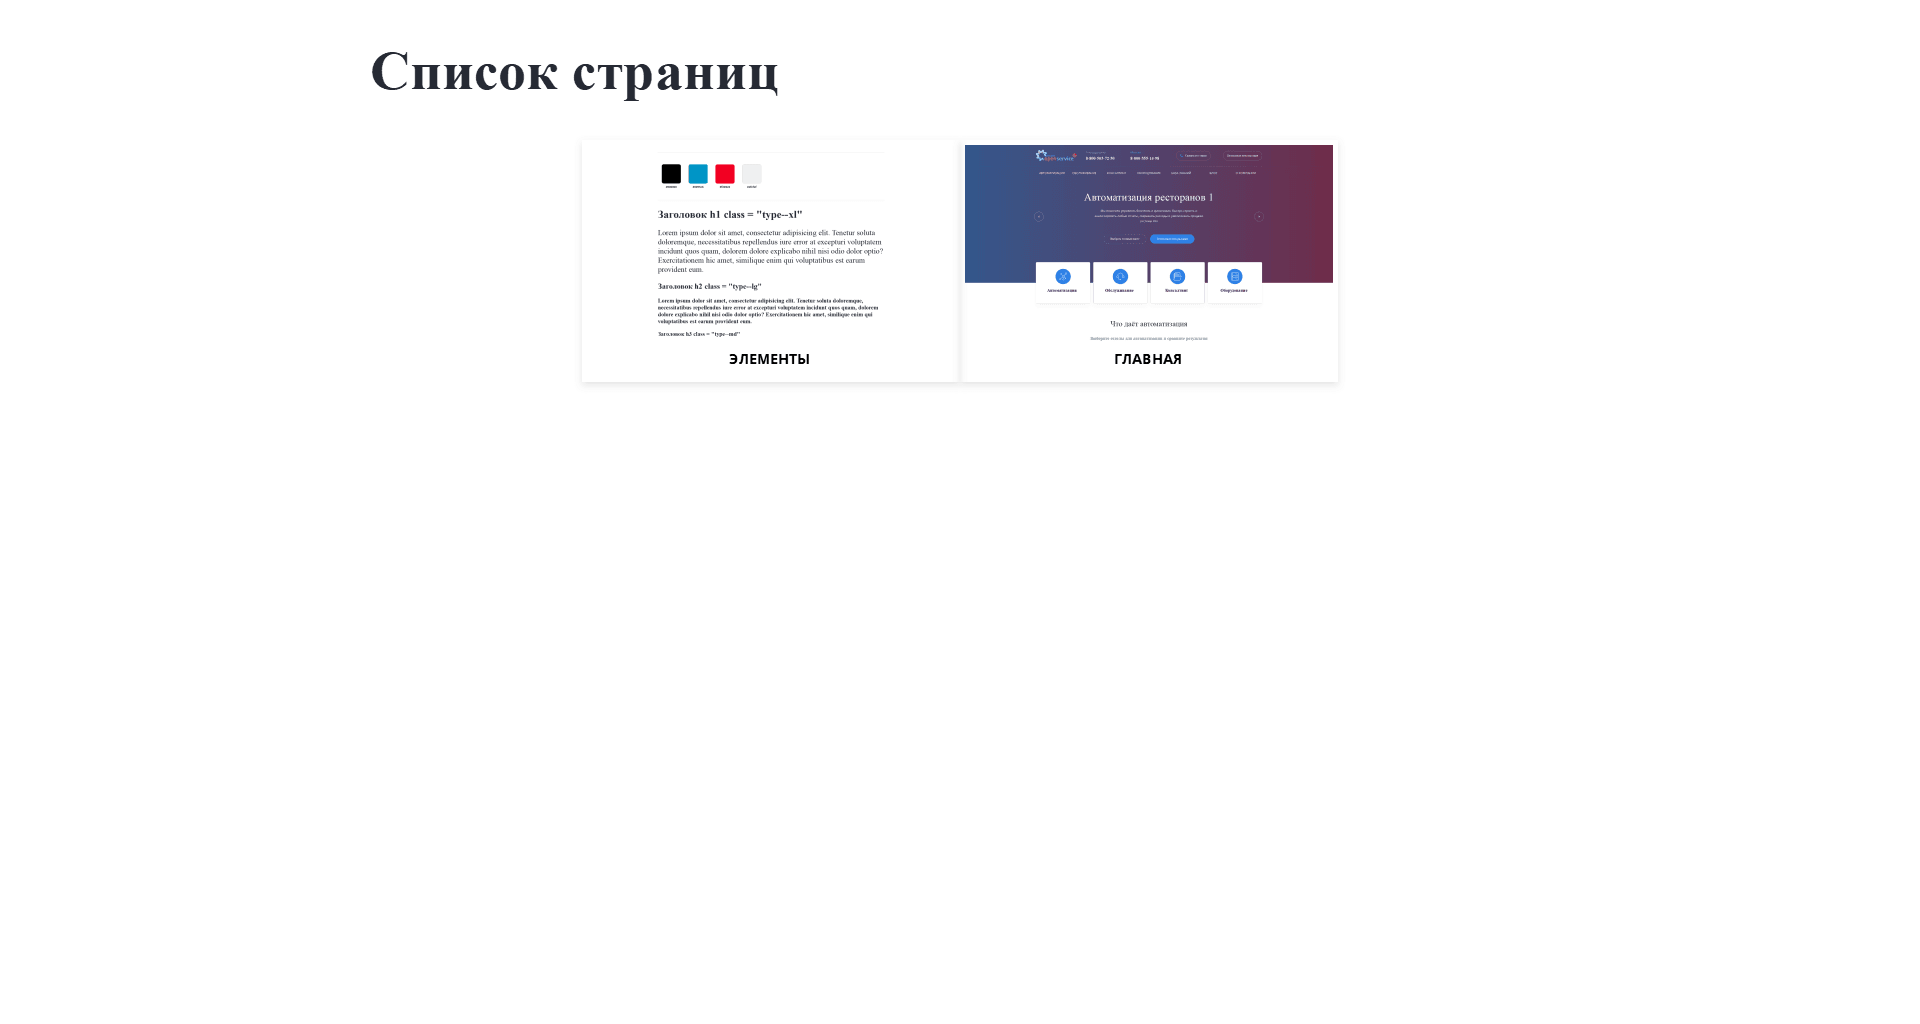 Список страниц
Заголовок h1 class = "type--xl"
Lorem ipsum dolor sit amet, consectetur adipisicing elit. Tenetur soluta
doloremque, necessitatibus repellendus iure error at excepturi voluptatem
incidunt quos quam, dolorem dolore explicabo nihil nisi odio dolor optio?
Exercitationem hic amet, similique enim qui voluptatibus est earum
provident eum.
Заголовок h2 class = "type--lg"
Lorem ipsum dolor sit amet, consectetur adipisicing elit. Tenetur soluta doloremque,
necessitatibus repellendus iure error at excepturi voluptatem incidunt quos quam, dolorem
dolore explicabo nihil nisi odio dolor optio? Exercitationem hic amet, similique enim qui
voluptatibus est earum provident eum.
Заголовок h3 class = "type--md"
ЭЛЕМЕНТЫ
Автоматизация ресторанов 1
Автоматизация
Обслуживание
Консалтинг
Оборудование
Что даёт автоматизация
ГЛАВНАЯ